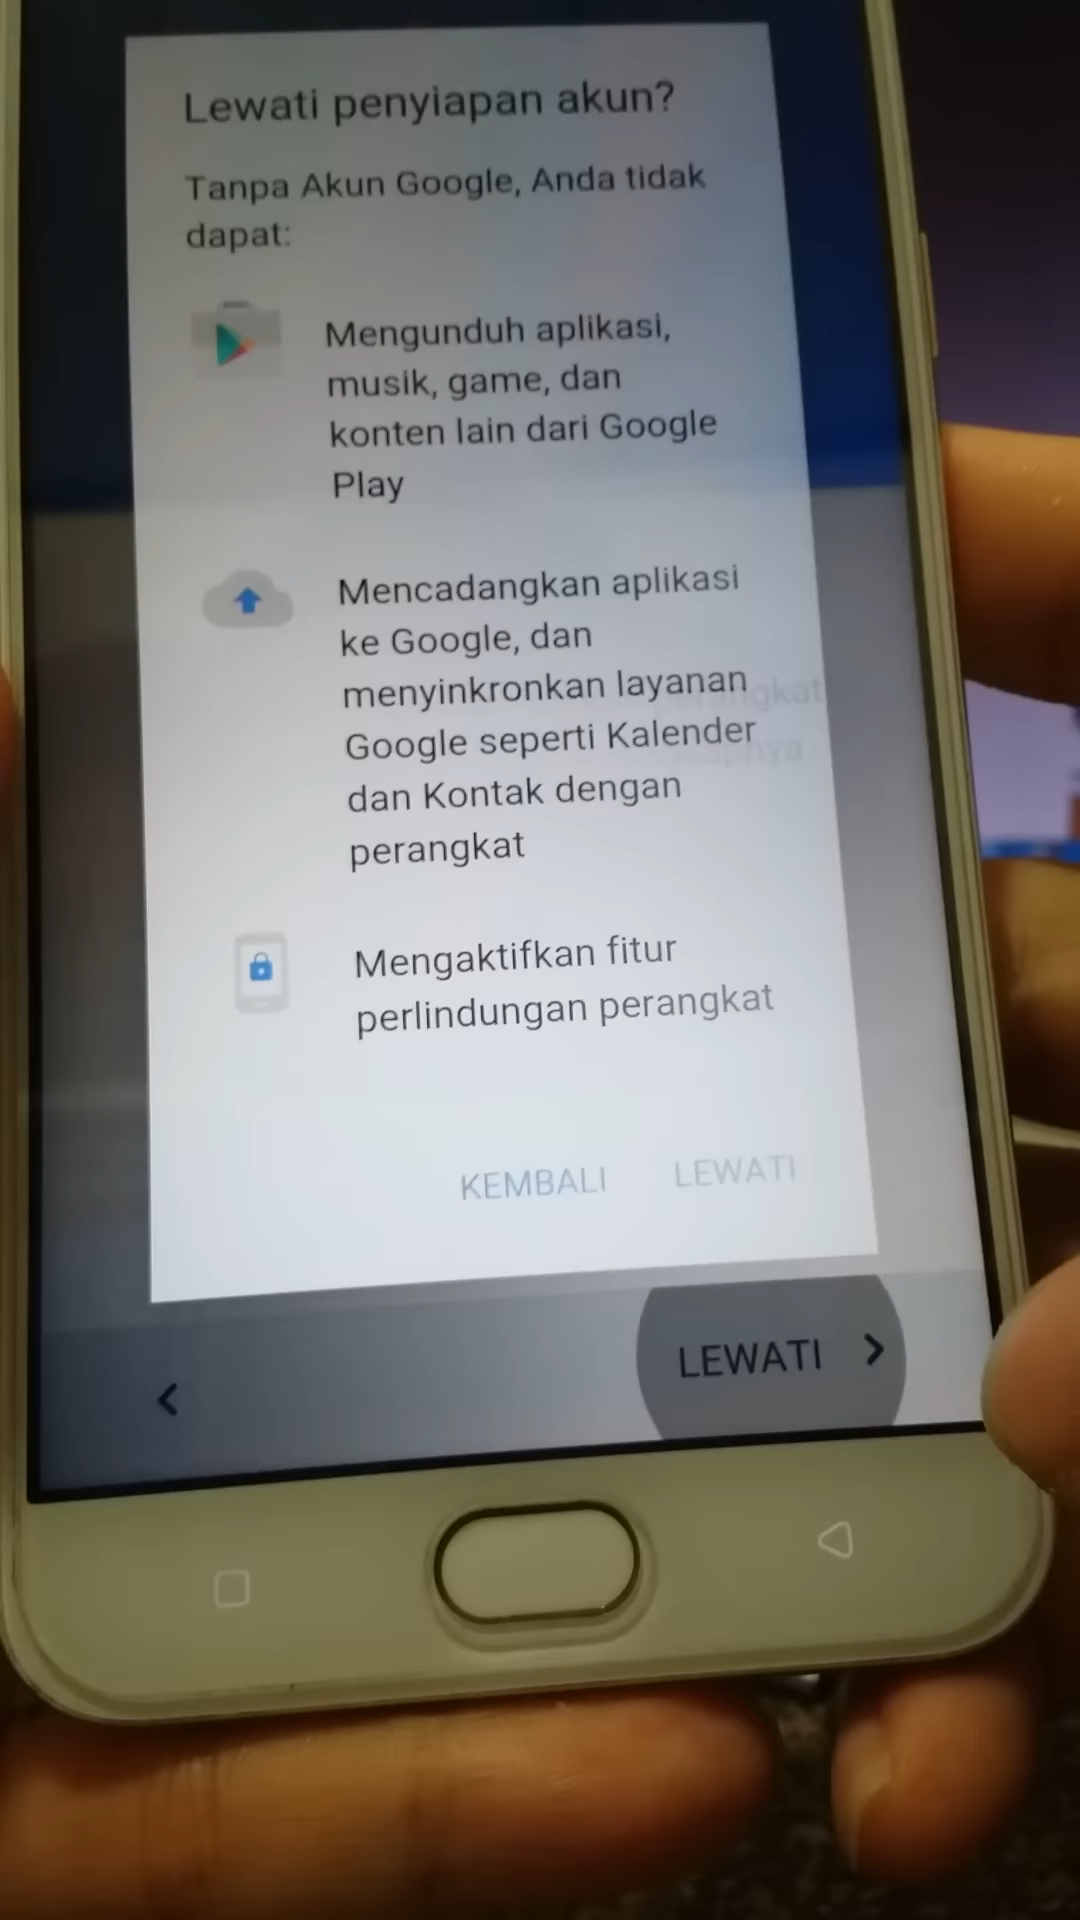 Lewati penyiapan akun?
Tanpa Akun Google, Anda tidak
dapat:
Mengunduh aplikasi,
musik, game, dan
konten lain dari Google
Play
Mencadangkan aplikasi
ke Google, dan
menyinkronkan layanan
Google seperti Kalender
dan Kontak dengan
perangkat
Mengaktifkan fitur
perlindungan perangkat
KEMBALI LEWATI
LEWATI